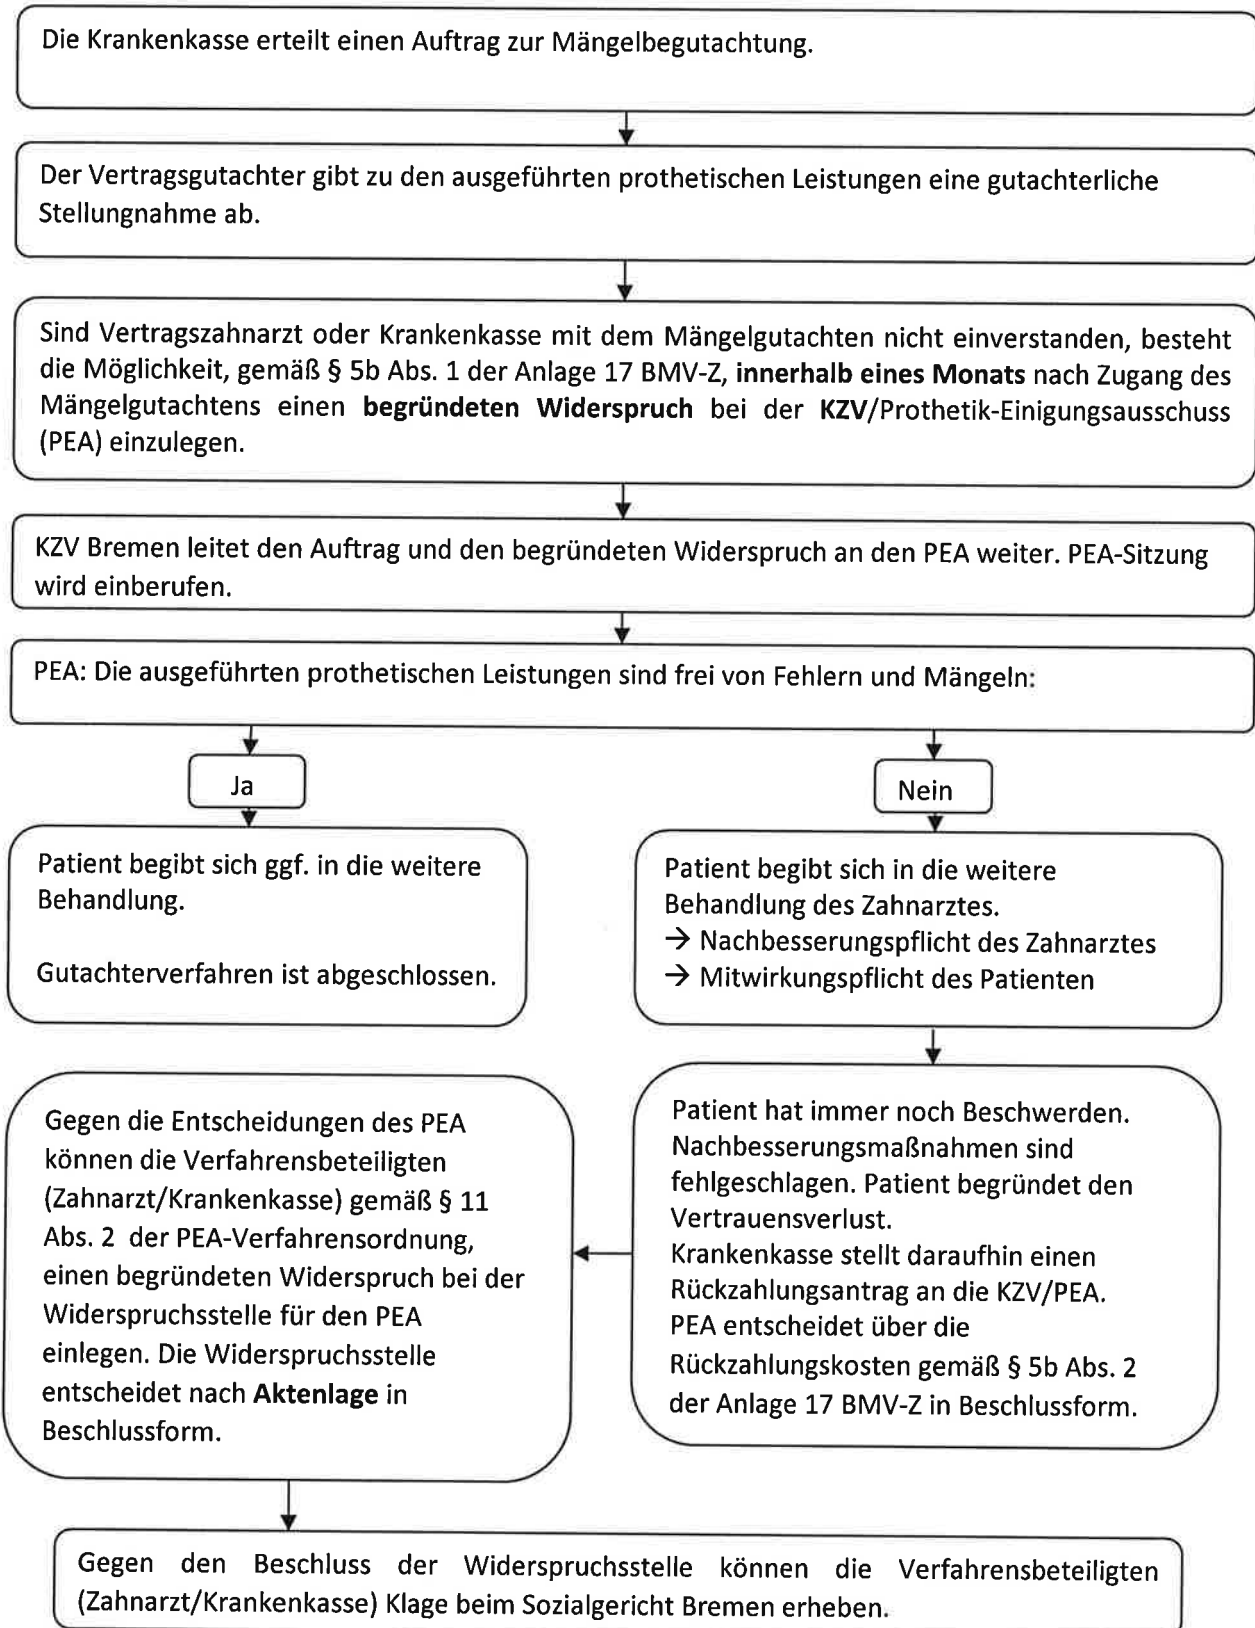 Die Krankenkasse erteilt einen Auftrag zur Mängelbegutachtung.
Der Vertragsgutachter gibt zu den ausgeführten prothetischen Leistungen eine gutachterliche
Stellungnahme ab.
Sind Vertragszahnarzt oder Krankenkasse mit dem Mängelgutachten nicht einverstanden, besteht
die Möglichkeit, gemäß § 5b Abs. 1 der Anlage 17 BMV-Z, innerhalb eines Monats nach Zugang des
Mängelgutachtens einen begründeten Widerspruch bei der KZV/Prothetik-Einigungsausschuss
(PEA) einzulegen.
KZV Bremen leitet den Auftrag und den begründeten Widerspruch an den PEA weiter. PEA-Sitzung
wird einberufen.
PEA: Die ausgeführten prothetischen Leistungen sind frei von Fehlern und Mängeln:
Ja
Nein
Patient begibt sich ggf. in die weitere
Behandlung.
Gutachterverfahren ist abgeschlossen.
Patient begibt sich in die weitere
Behandlung des Zahnarztes.
→ Nachbesserungspflicht des Zahnarztes
→ Mitwirkungspflicht des Patienten
Patient hat immer noch Beschwerden.
Nachbesserungsmaßnahmen sind
fehlgeschlagen. Patient begründet den
Vertrauensverlust.
Krankenkasse stellt daraufhin einen
Rückzahlungsantrag an die KZV/PEA.
PEA entscheidet über die
Rückzahlungskosten gemäß § 5b Abs. 2
der Anlage 17 BMV-Z in Beschlussform.
Gegen die Entscheidungen des PEA
können die Verfahrensbeteiligten
(Zahnarzt/Krankenkasse) gemäß § 11
Abs. 2 der PEA-Verfahrensordnung,
einen begründeten Widerspruch bei der
Widerspruchsstelle für den PEA
einlegen. Die Widerspruchsstelle
entscheidet nach Aktenlage in
Beschlussform.
Gegen den Beschluss der Widerspruchsstelle können die Verfahrensbeteiligten
(Zahnarzt/Krankenkasse) Klage beim Sozialgericht Bremen erheben.